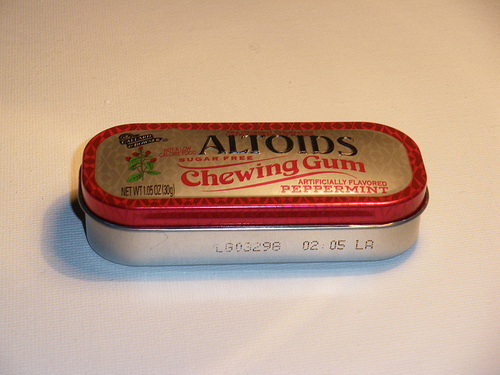 ALTOIDS
SUGAR FREE
Chewing Gum
ARTIFICIALLY FLAVORED
PEPPERMINT
NET WT 1.05 OZ (30g)
LG03298 02 05 LA